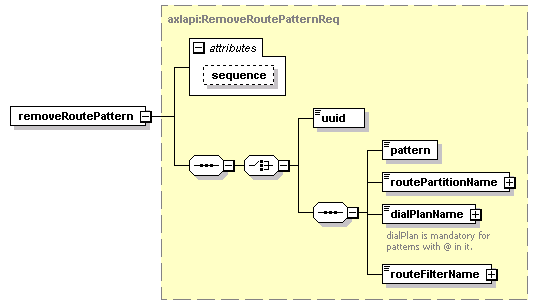 axlapi:RemoveRoutePatternReq
attributes
sequence
removeRoutePattern
uuid
pattern
routePartitionName
dialPlanName
dialPlan is mandatory for
patterns with @ in it.
routeFilterName